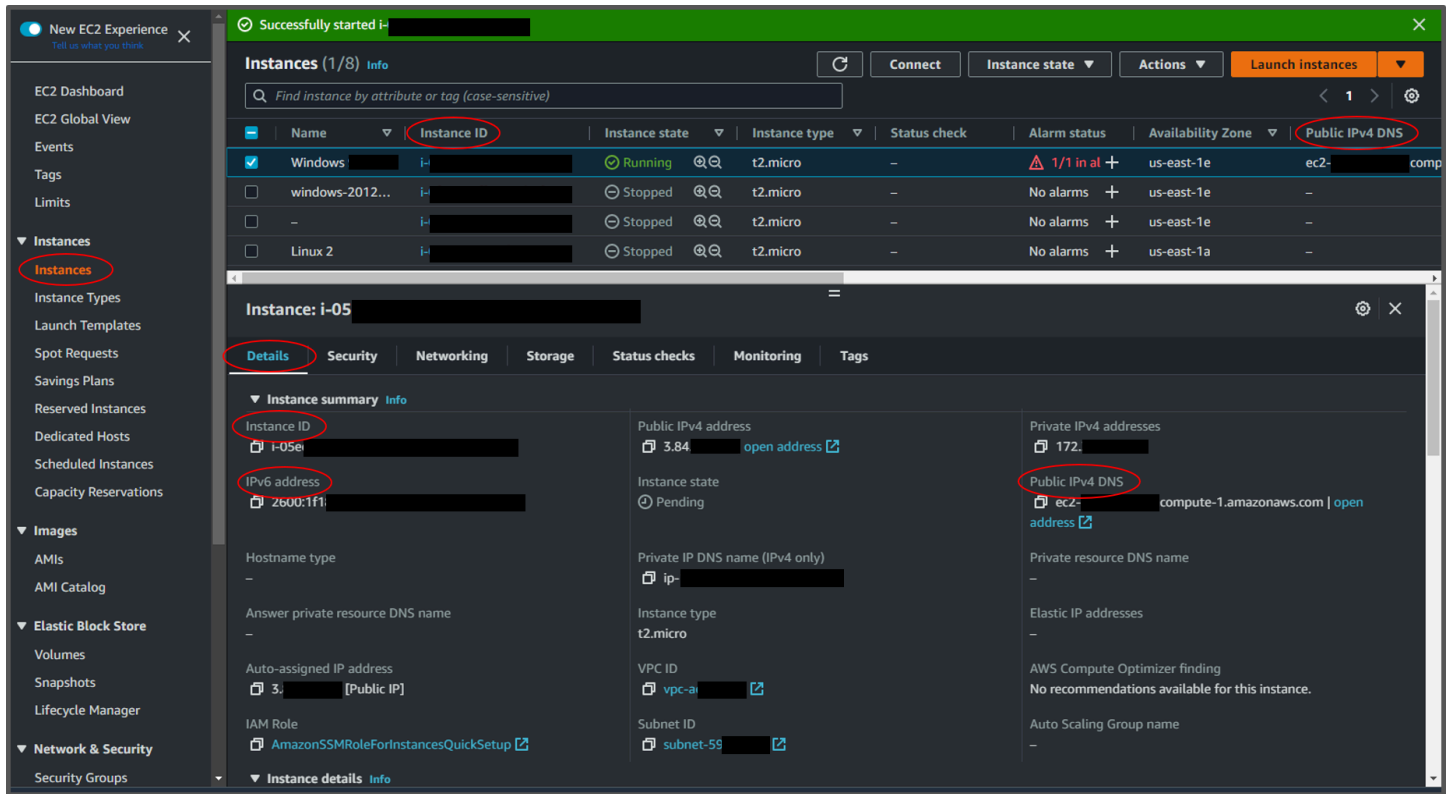 New EC2 Experience
Tell us what you think
EC2 Dashboard
EC2 Global View
Events
Tags
Limits
Instances
Instances
Instance Types
Launch Templates
Spot Requests
Savings Plans
Reserved Instances
Dedicated Hosts
Scheduled Instances
Capacity Reservations
Images
AMIs
AMI Catalog
Elastic Block Store
Volumes
Snapshots
Lifecycle Manager
Network & Security
Security Groups
Successfully started i-
Instances (1/8) Info
Connect
Instance state
Actions
Launch instances
Find instance by attribute or tag (case-sensitive)
1
Name Instance ID Instance state Instance type Status check Alarm status Availability Zone Public IPv4 DNS
Windows i- Running t2.micro – 1/1 in al + us-east-1e ec2- comp
windows-2012... i- Stopped t2.micro – No alarms + us-east-1e –
– i- Stopped t2.micro – No alarms + us-east-1e –
Linux 2 i- Stopped t2.micro – No alarms + us-east-1a –
Instance: i-05
Details Security Networking Storage Status checks Monitoring Tags
Instance summary Info
Instance ID
i-05e
Public IPv4 address
3.84 open address
Private IPv4 addresses
172.
IPv6 address
2600:1f1
Instance state
Pending
Public IPv4 DNS
ec2- compute-1.amazonaws.com | open
address
Hostname type
–
Private IP DNS name (IPv4 only)
ip-
Private resource DNS name
–
Answer private resource DNS name
–
Instance type
t2.micro
Elastic IP addresses
–
Auto-assigned IP address
3. [Public IP]
VPC ID
vpc-a
AWS Compute Optimizer finding
No recommendations available for this instance.
IAM Role
AmazonSSMRoleForInstancesQuickSetup
Subnet ID
subnet-59
Auto Scaling Group name
–
Instance details Info